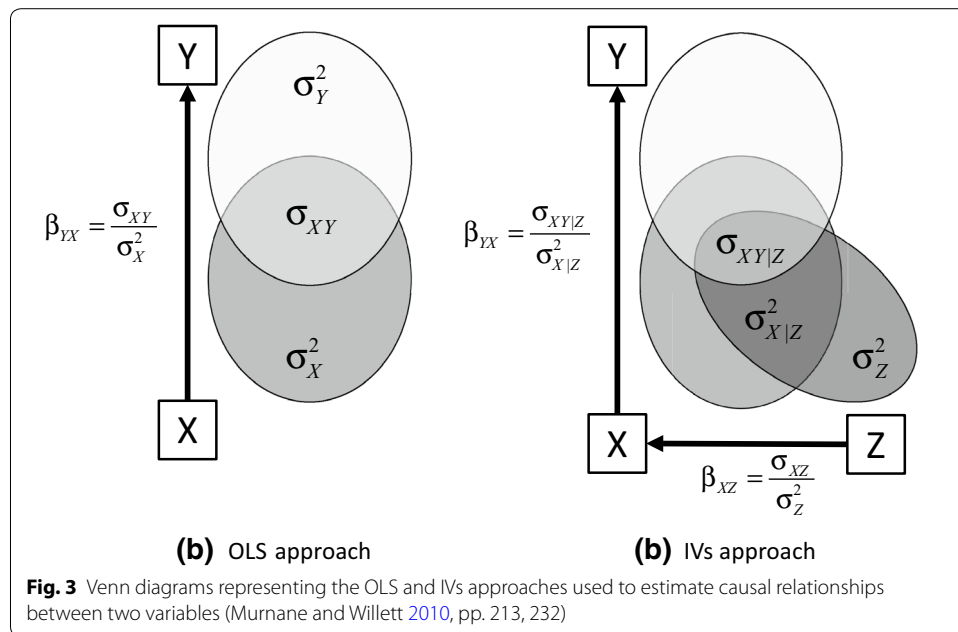 Y
σ²_Y
β_YX = σ_XY / σ²_X
σ_XY
σ²_X
X
(b) OLS approach
Y
β_YX = σ_XY|Z / σ²_X|Z
σ_XY|Z
σ²_X|Z
σ²_Z
X
Z
β_XZ = σ_XZ / σ²_Z
(b) IVs approach
Fig. 3 Venn diagrams representing the OLS and IVs approaches used to estimate causal relationships
between two variables (Murnane and Willett 2010, pp. 213, 232)